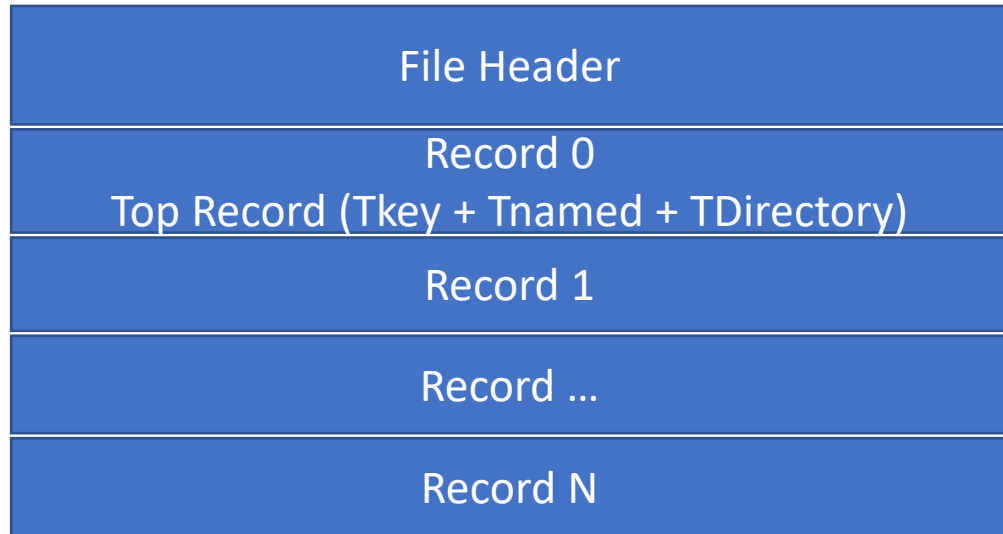 File Header
Record 0
Top Record (Tkey + Tnamed + TDirectory)
Record 1
Record ...
Record N